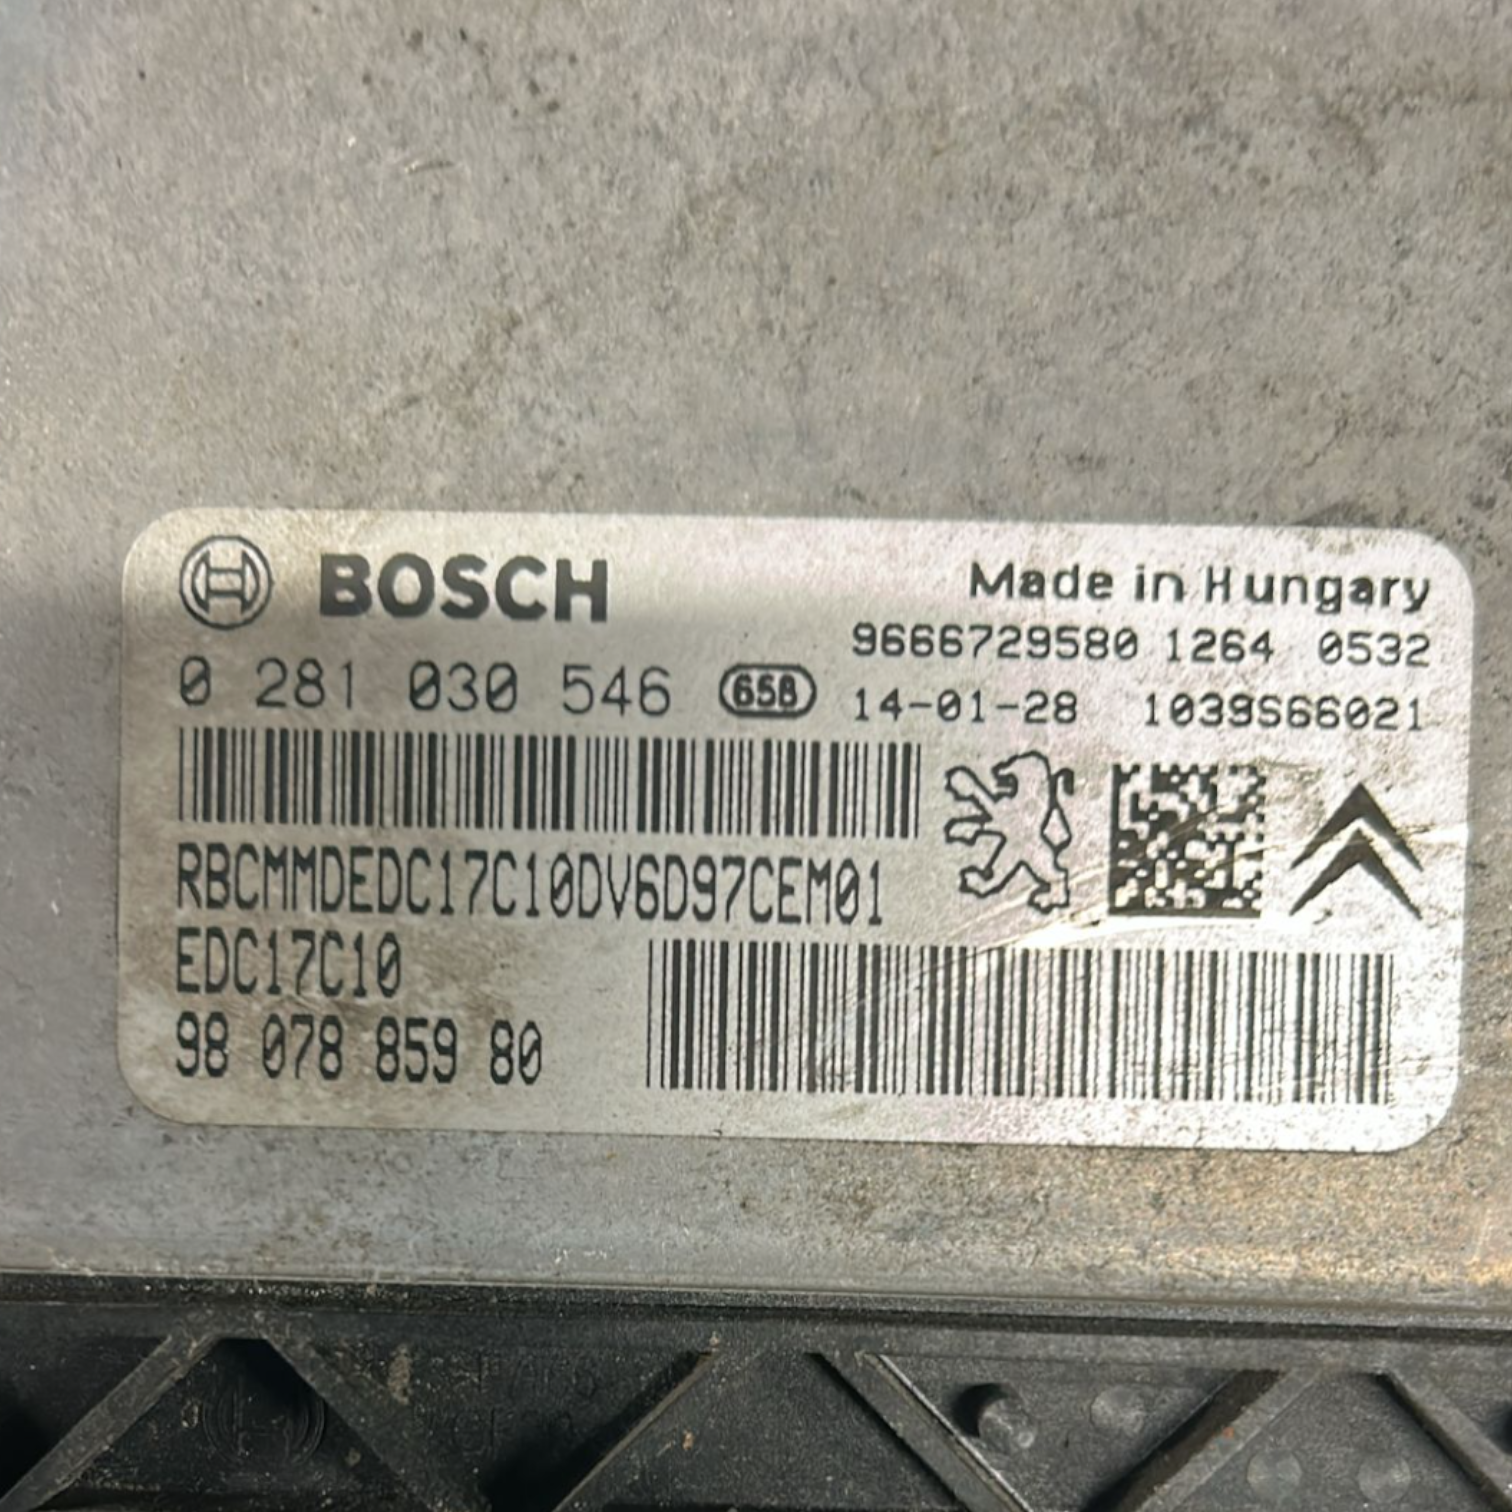 BOSCH
Made in Hungary
9666729580 1264 0532
0 281 030 546 658 14-01-28 1039S66021
RBCMMDEDC17C10DV6D97CEM01
EDC17C10
98 078 859 80